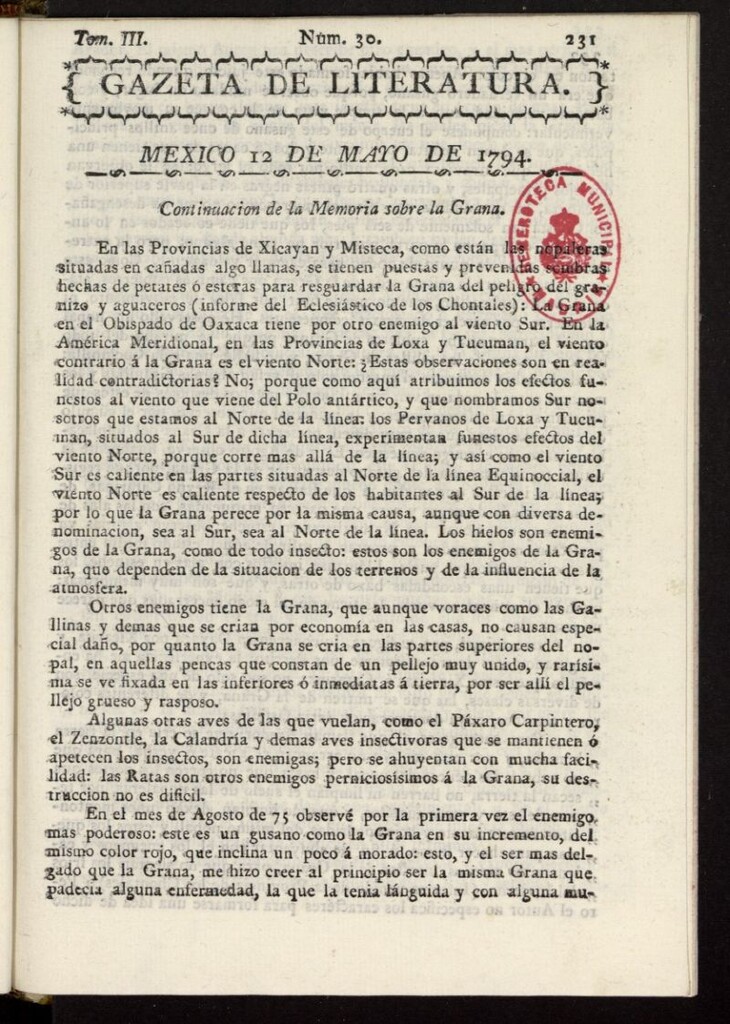 Tom. III. Núm. 30. 231
GAZETA DE LITERATURA.
MEXICO 12 DE MAYO DE 1794.
Continuacion de la Memoria sobre la Grana.
HEMEROTECA MUNICIPAL
En las Provincias de Xicayan y Misteca, como están las nopaleras
situadas en cañadas algo llanas, se tienen puestas y prevenidas sombras
hechas de petates ó esteras para resguardar la Grana del peligro del gra-
nizo y aguaceros (informe del Eclesiástico de los Chontales): La Grana
en el Obispado de Oaxaca tiene por otro enemigo al viento Sur. En la
América Meridional, en las Provincias de Loxa y Tucuman, el viento
contrario á la Grana es el viento Norte: ¿Estas observaciones son en rea-
lidad contradictorias? No; porque como aquí atribuimos los efectos fu-
nestos al viento que viene del Polo antártico, y que nombramos Sur no-
sotros que estamos al Norte de la línea: los Pervanos de Loxa y Tucu-
man, situados al Sur de dicha línea, experimentan funestos efectos del
viento Norte, porque corre mas allá de la línea; y así como el viento
Sur es caliente en las partes situadas al Norte de la línea Equinoccial, el
viento Norte es caliente respecto de los habitantes al Sur de la línea;
por lo que la Grana perece por la misma causa, aunque con diversa de-
nominacion, sea al Sur, sea al Norte de la línea. Los hielos son enemi-
gos de la Grana, como de todo insecto: estos son los enemigos de la Gra-
na, que dependen de la situacion de los terrenos y de la influencia de la
atmosfera.
Otros enemigos tiene la Grana, que aunque voraces como las Ga-
llinas y demas que se crian por economía en las casas, no causan espe-
cial daño, por quanto la Grana se cria en las partes superiores del no-
pal, en aquellas pencas que constan de un pellejo muy unido, y rarísi-
ma se ve fixada en las inferiores ó inmediatas á tierra, por ser allí el pe-
llejo grueso y rasposo.
Algunas otras aves de las que vuelan, como el Páxaro Carpintero,
el Zenzontle, la Calandría y demas aves insectivoras que se mantienen ó
apetecen los insectos, son enemigas; pero se ahuyentan con mucha faci-
lidad: las Ratas son otros enemigos perniciosísimos á la Grana, su des-
truccion no es dificil.
En el mes de Agosto de 75 observé por la primera vez el enemigo
mas poderoso: este es un gusano como la Grana en su incremento, del
mismo color rojo, que inclina un poco á morado: esto, y el ser mas del-
gado que la Grana, me hizo creer al principio ser la misma Grana que
padecia alguna enfermedad, la que la tenia lánguida y con alguna mu-